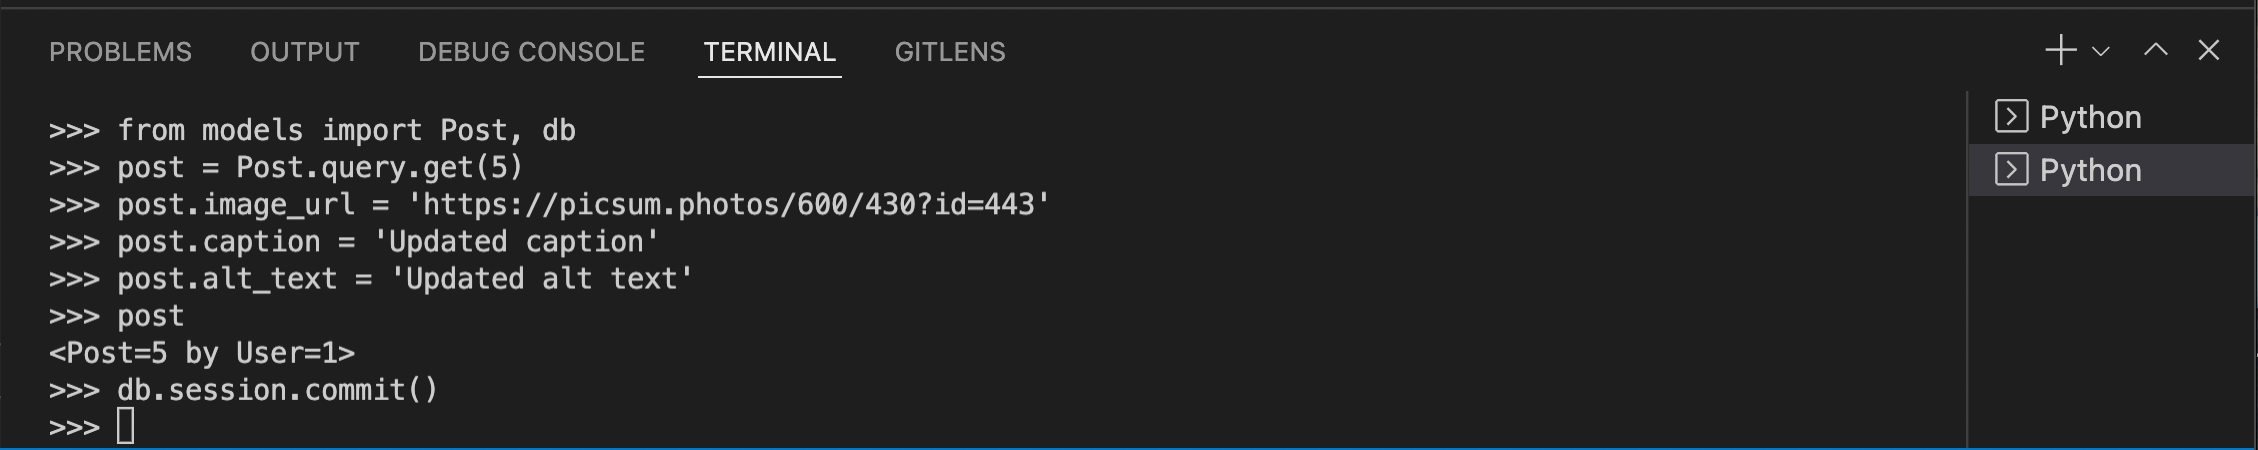 PROBLEMS OUTPUT DEBUG CONSOLE TERMINAL GITLENS
>>> from models import Post, db
>>> post = Post.query.get(5)
>>> post.image_url = 'https://picsum.photos/600/430?id=443'
>>> post.caption = 'Updated caption'
>>> post.alt_text = 'Updated alt text'
>>> post
<Post=5 by User=1>
>>> db.session.commit()
>>>
Python
Python